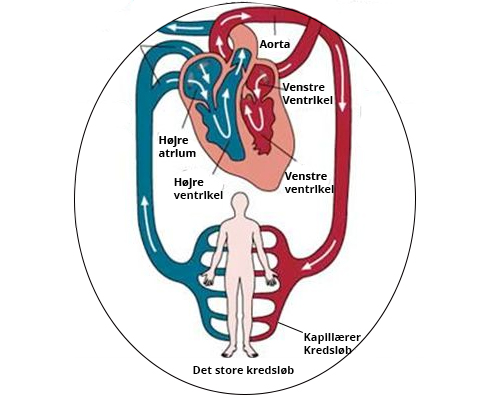 Aorta
Venstre
Ventrikel
Højre
atrium
Højre
ventrikel
Venstre
ventrikel
Kapillærer
Kredsløb
Det store kredsløb